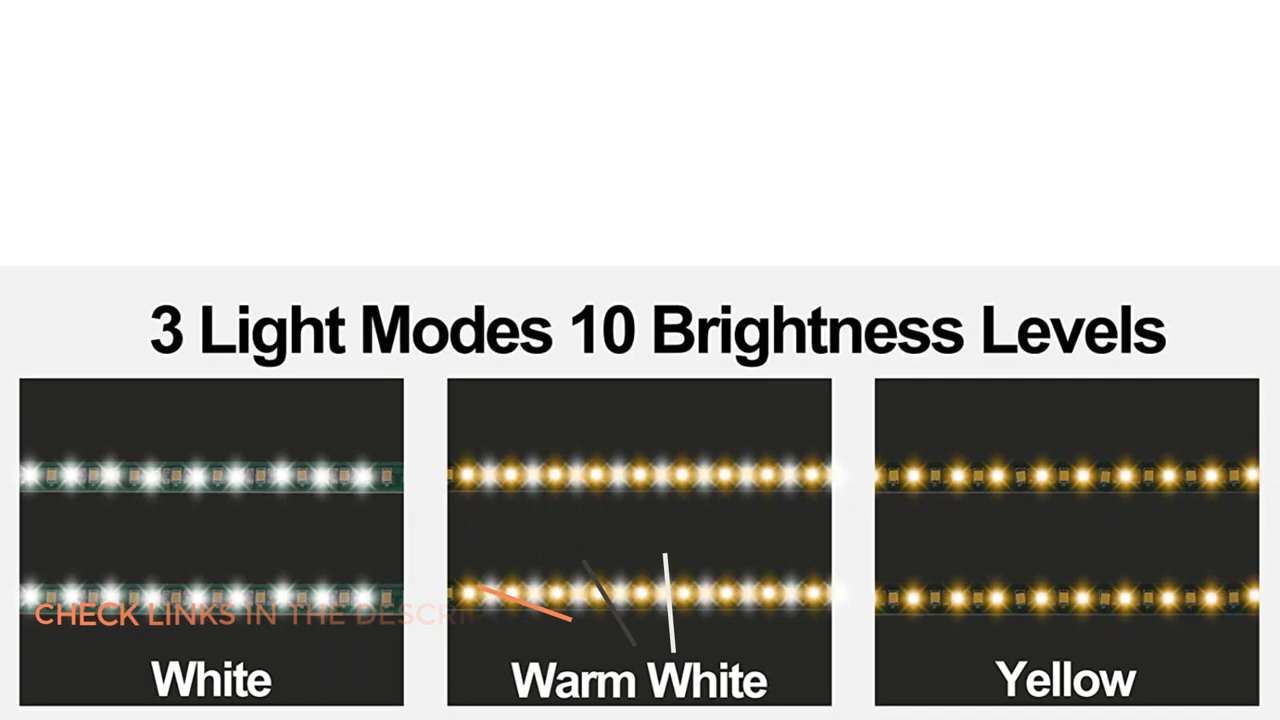 3 Light Modes 10 Brightness Levels
CHECK LINKS IN THE
White
Warm White
Yellow